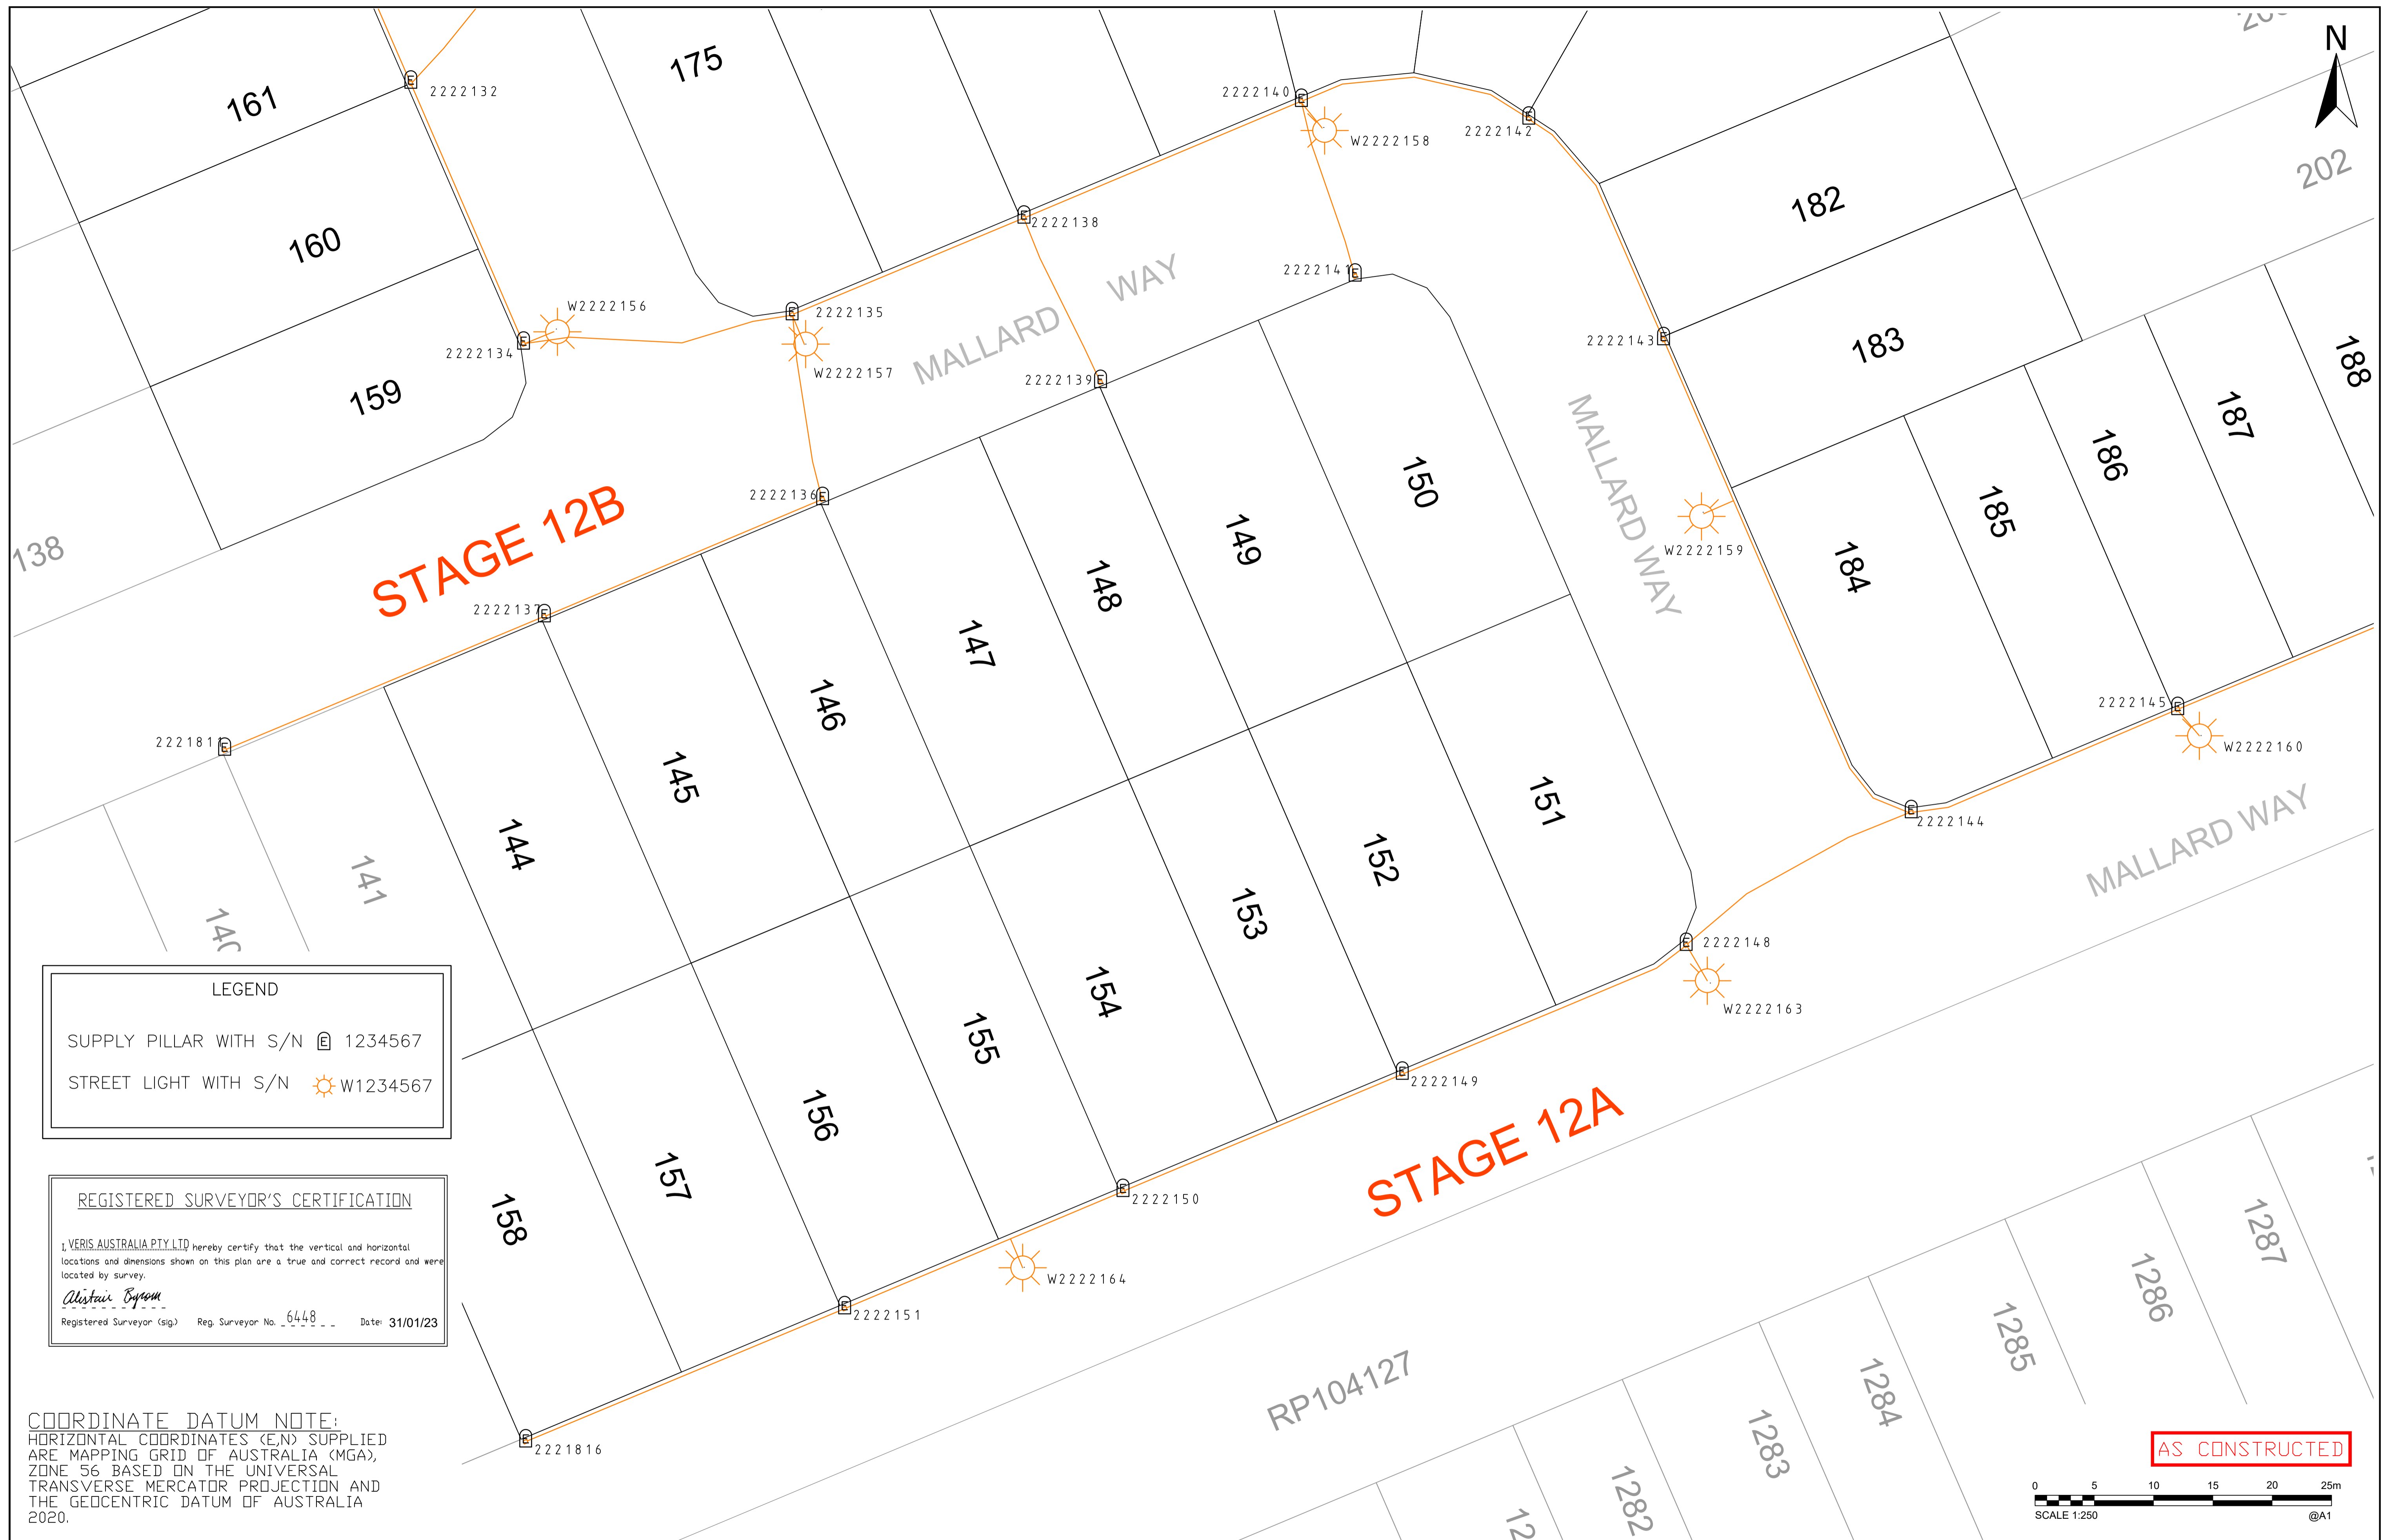 N
175
161
2222132
160
2222140
W2222158
2222142
182
202
2222138
MALLARD WAY
W2222156
2222134
2222135
W2222157
159
2222141
2222143
183
188
2222139
187
186
185
184
MALLARD WAY
W2222159
150
149
148
147
146
145
144
2222136
STAGE 12B
138
2222137
2221811
141
2222145
W2222160
2222144
MALLARD WAY
151
152
153
154
155
156
157
158
2222148
W2222163
2222149
2222150
STAGE 12A
W2222164
2222151
2221816
RP104127
1287
1286
1285
1284
1283
1282
LEGEND
SUPPLY PILLAR WITH S/N E 1234567
STREET LIGHT WITH S/N W1234567
REGISTERED SURVEYOR'S CERTIFICATION
I, VERIS AUSTRALIA PTY LTD hereby certify that the vertical and horizontal
locations and dimensions shown on this plan are a true and correct record and were
located by survey.
Alistair Byrom
Registered Surveyor (sig.) Reg. Surveyor No. 6448 Date: 31/01/23
COORDINATE DATUM NOTE:
HORIZONTAL COORDINATES (E,N) SUPPLIED
ARE MAPPING GRID OF AUSTRALIA (MGA),
ZONE 56 BASED ON THE UNIVERSAL
TRANSVERSE MERCATOR PROJECTION AND
THE GEOCENTRIC DATUM OF AUSTRALIA
2020.
AS CONSTRUCTED
0 5 10 15 20 25m
SCALE 1:250 @A1